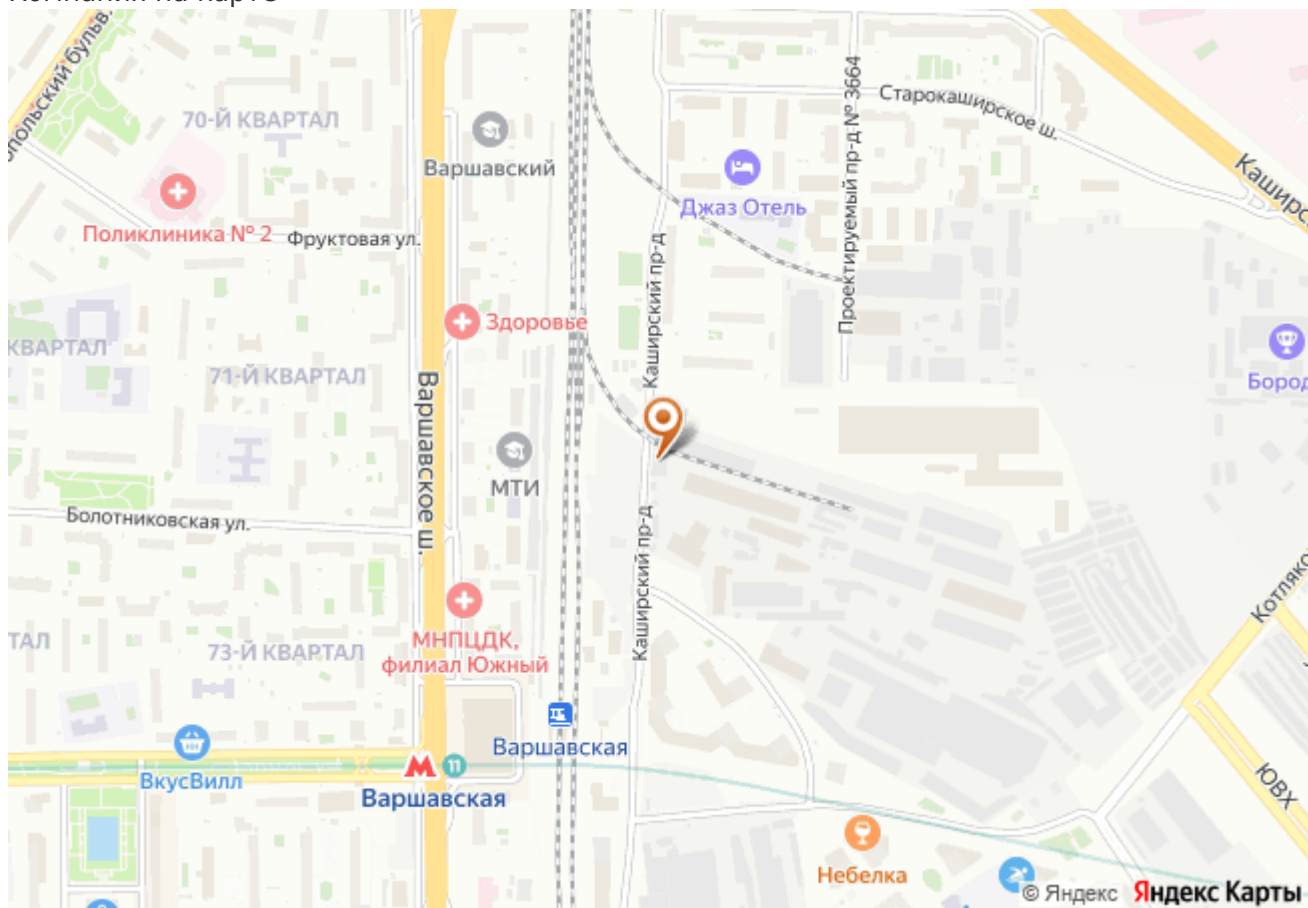 70-Й КВАРТАЛ
Варшавский
Поликлиника № 2
Фруктовая ул.
Джаз Отель
Старокаширское ш.
Проектируемый пр-д № 3664
Каширский пр-д
Здоровье
КВАРТАЛ
71-Й КВАРТАЛ
Варшавское ш.
Бород
МТИ
Болотниковская ул.
Каширский пр-д
МНПЦДК,
филиал Южный
ТАЛ
73-Й КВАРТАЛ
Варшавская
ВкусВилл
М 11
Варшавская
ЮВХ
Небелка
© Яндекс Яндекс Карты